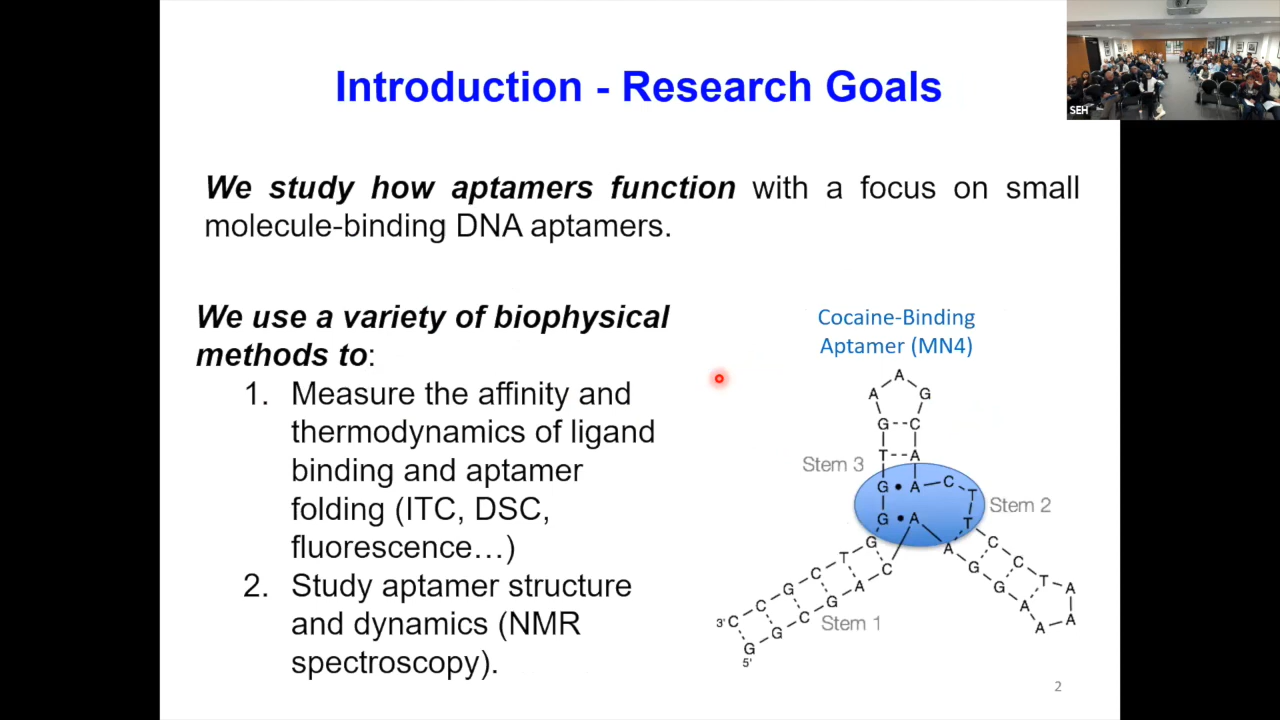 Introduction - Research Goals
SEH
We study how aptamers function with a focus on small
molecule-binding DNA aptamers.
We use a variety of biophysical
methods to:
1. Measure the affinity and
thermodynamics of ligand
binding and aptamer
folding (ITC, DSC,
fluorescence…)
2. Study aptamer structure
and dynamics (NMR
spectroscopy).
Cocaine-Binding
Aptamer (MN4)
A
A G
G C
T A
Stem 3
G • A C T
Stem 2
G • A T
G A C
T C G C
C A G T A
G G A
C G A A
3' C C Stem 1
G
G
5'
2